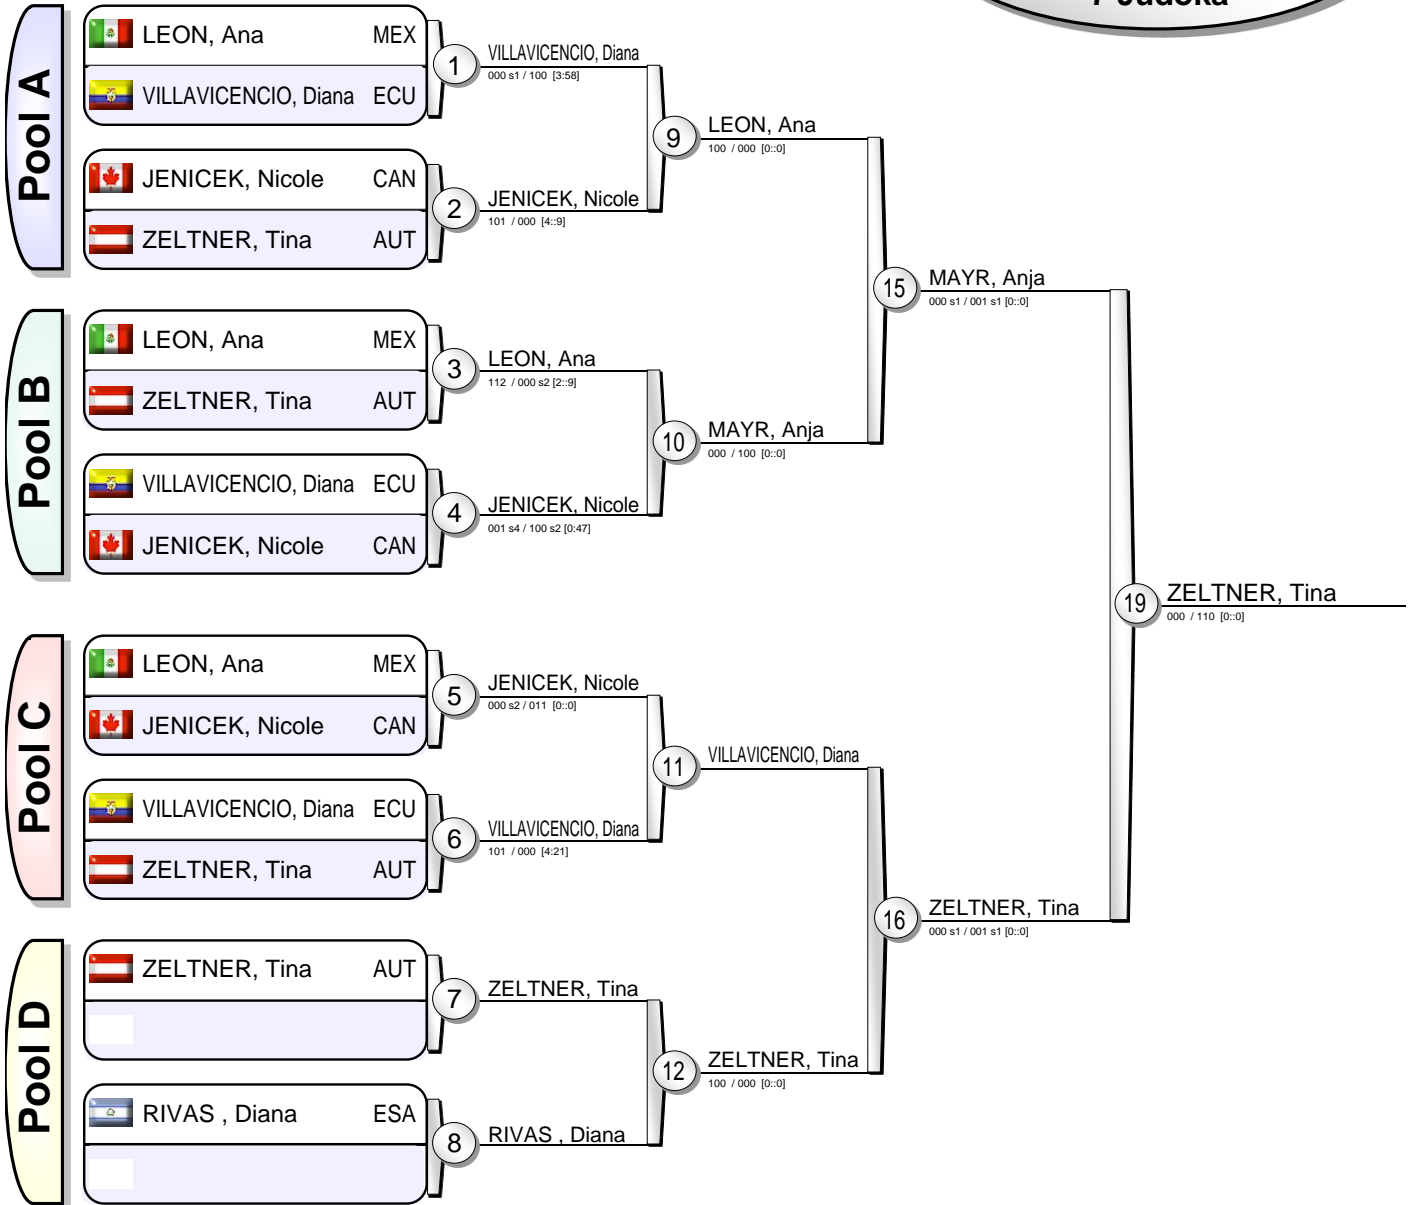 7 Judoka
Pool A
LEON, Ana MEX
VILLAVICENCIO, Diana ECU
1
VILLAVICENCIO, Diana
000 s1 / 100 [3:58]
JENICEK, Nicole CAN
ZELTNER, Tina AUT
2
JENICEK, Nicole
101 / 000 [4::9]
9
LEON, Ana
100 / 000 [0::0]
Pool B
LEON, Ana MEX
ZELTNER, Tina AUT
3
LEON, Ana
112 / 000 s2 [2::9]
VILLAVICENCIO, Diana ECU
JENICEK, Nicole CAN
4
JENICEK, Nicole
001 s4 / 100 s2 [0:47]
10
MAYR, Anja
000 / 100 [0::0]
15
MAYR, Anja
000 s1 / 001 s1 [0::0]
Pool C
LEON, Ana MEX
JENICEK, Nicole CAN
5
JENICEK, Nicole
000 s2 / 011 [0::0]
VILLAVICENCIO, Diana ECU
ZELTNER, Tina AUT
6
VILLAVICENCIO, Diana
101 / 000 [4:21]
11
VILLAVICENCIO, Diana
Pool D
ZELTNER, Tina AUT
7
ZELTNER, Tina
RIVAS , Diana ESA
8
RIVAS , Diana
12
ZELTNER, Tina
100 / 000 [0::0]
16
ZELTNER, Tina
000 s1 / 001 s1 [0::0]
19
ZELTNER, Tina
000 / 110 [0::0]